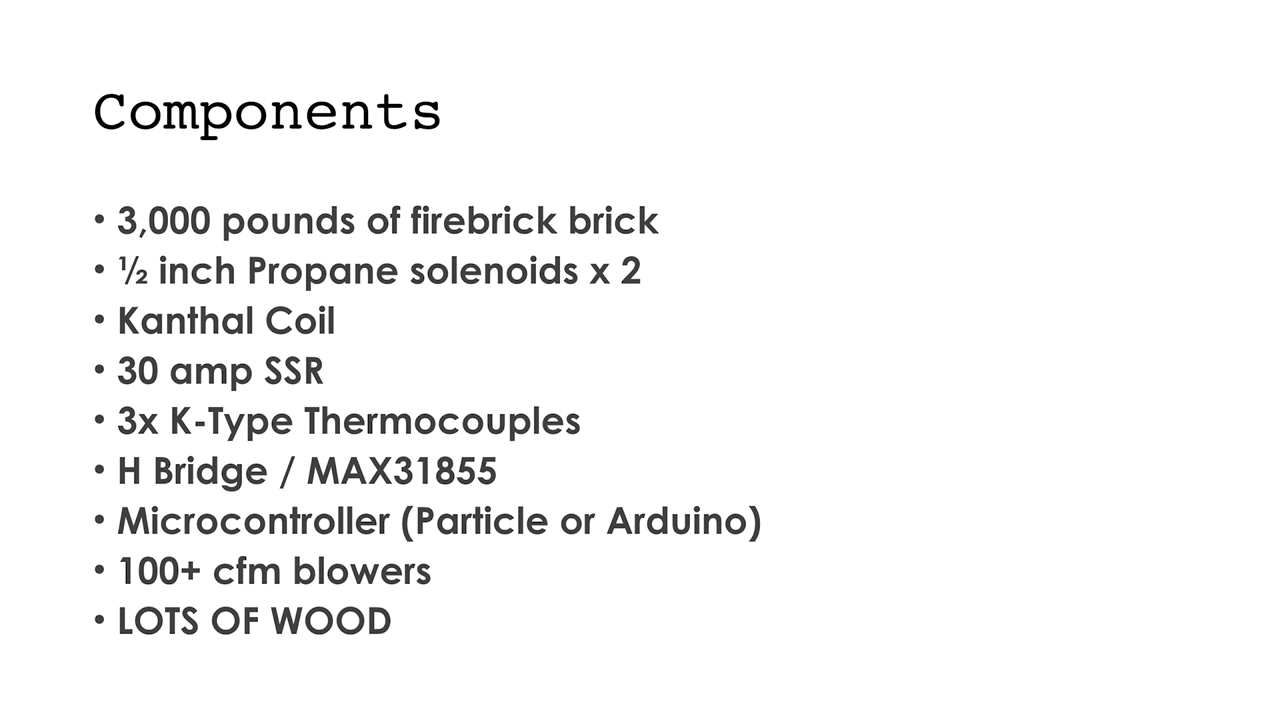 Components
• 3,000 pounds of firebrick brick
• ½ inch Propane solenoids x 2
• Kanthal Coil
• 30 amp SSR
• 3x K-Type Thermocouples
• H Bridge / MAX31855
• Microcontroller (Particle or Arduino)
• 100+ cfm blowers
• LOTS OF WOOD